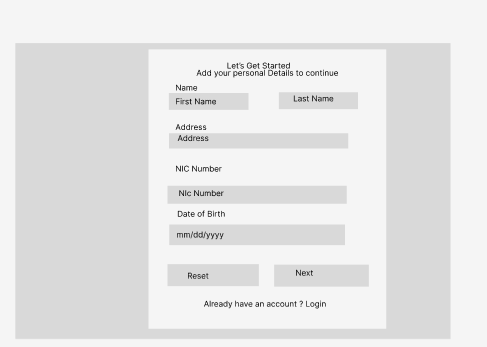 Let's Get Started
Add your personal Details to continue
Name
First Name
Last Name
Address
Address
NIC Number
NIc Number
Date of Birth
mm/dd/yyyy
Reset
Next
Already have an account ? Login